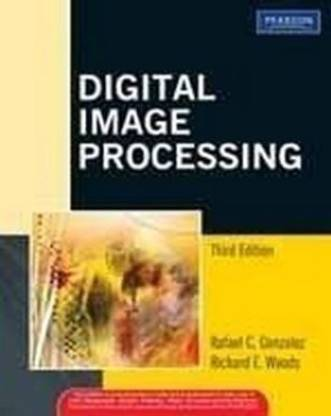 PEARSON
DIGITAL
IMAGE
PROCESSING
Third Edition
Rafael C. Gonzalez
Richard E. Woods